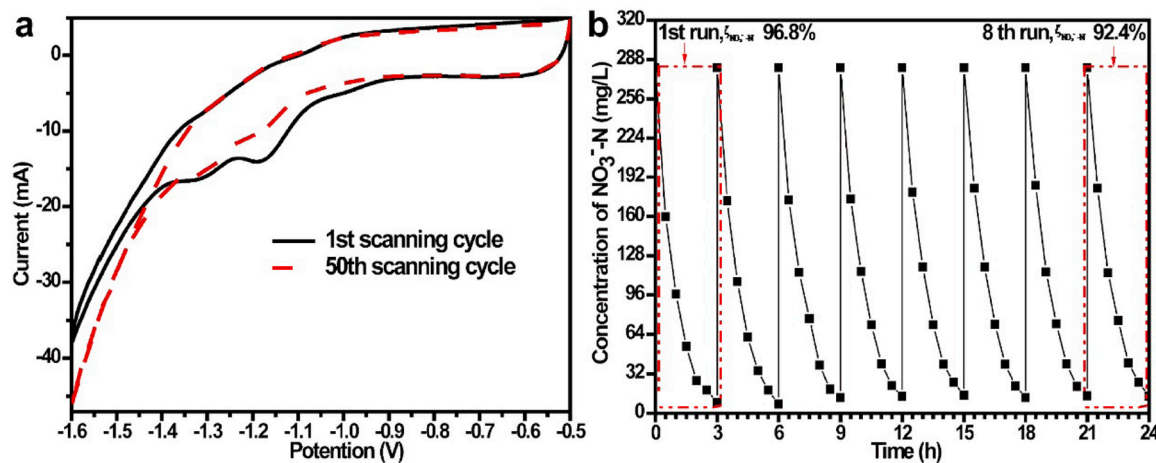 a
0
-10
-20
-30
-40
Current (mA)
1st scanning cycle
50th scanning cycle
-1.6 -1.5 -1.4 -1.3 -1.2 -1.1 -1.0 -0.9 -0.8 -0.7 -0.6 -0.5
Potention (V)
b
320
288
256
224
192
160
128
96
64
32
0
Concentration of NO₃⁻-N (mg/L)
1st run, ζNO₃⁻-N 96.8%
8 th run, ζNO₃⁻-N 92.4%
0 3 6 9 12 15 18 21 24
Time (h)